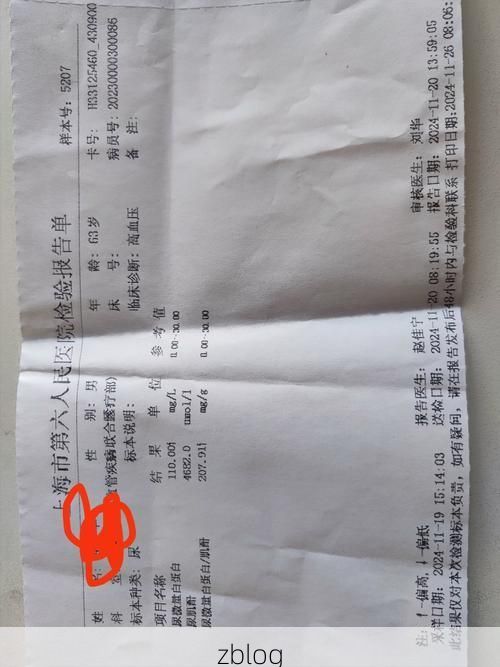 上海市第六人民医院检验报告单
样本号: 5207
姓 名: 性 别: 男 年 龄: 63岁 卡号: H33125460_430900
科 室: 血管疾病联合医疗部) 床 号: 病员号: 20230000300086
标本种类: 尿 标本说明: 临床诊断: 高血压 备 注:
项目名称 结 果 单 位 参 考 值
尿微量白蛋白 110.00↑ mg/L 0.00-30.00
尿肌酐 4682.0 umol/l
尿微量白蛋白/肌酐 207.91↑ mg/g 0.00-30.00
注: ↑-偏高, ↓-偏低 报告医生: 赵佳宁 审核医生: 刘华
采样日期: 2024-11-19 15:14:03 送检日期: 2024-11-20 08:19:55 报告日期: 2024-11-20 13:59:05
此结果仅对本次检测标本负责, 如有疑问, 请在报告发布后48小时内与检验科联系 打印日期:2024-11-26 08:06:
zblog